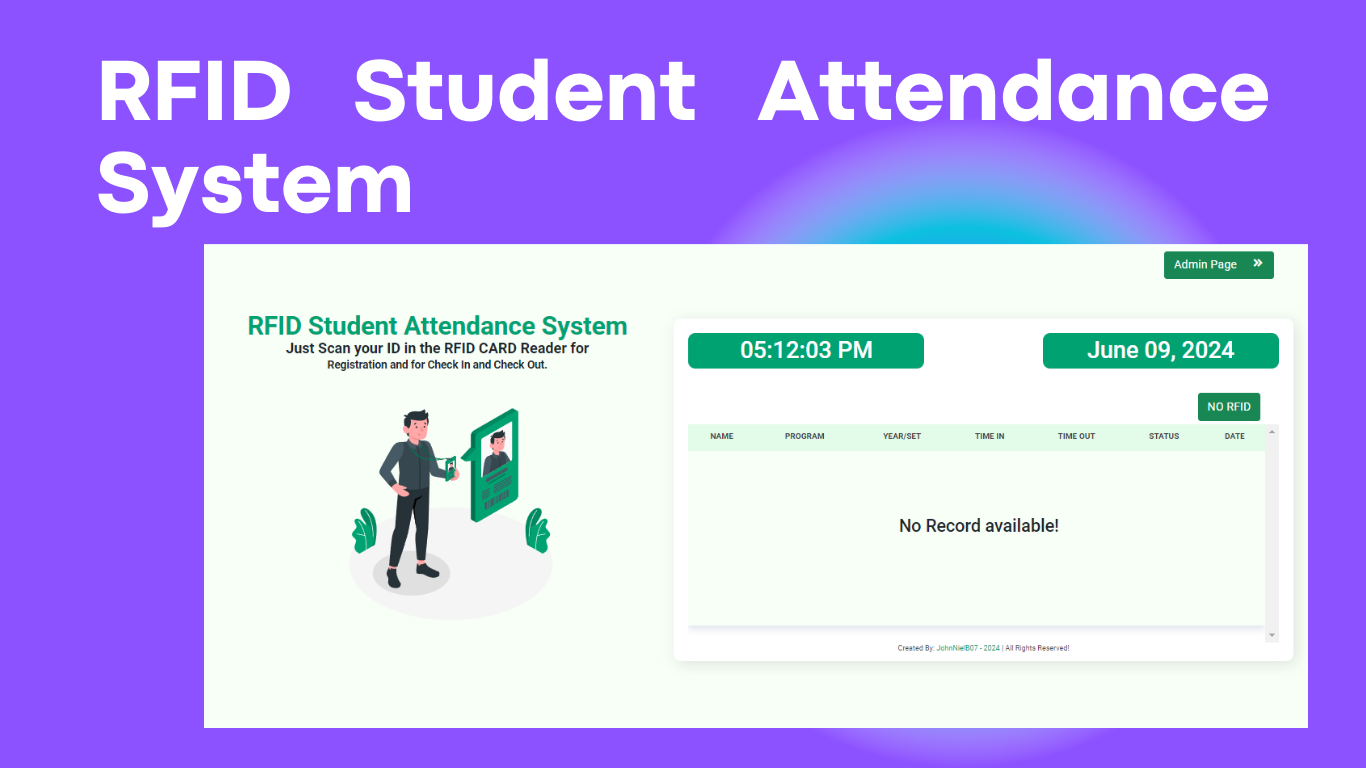 RFID Student Attendance
System
Admin Page »
RFID Student Attendance System
Just Scan your ID in the RFID CARD Reader for
Registration and for Check In and Check Out.
05:12:03 PM
June 09, 2024
NO RFID
NAME PROGRAM YEAR/SET TIME IN TIME OUT STATUS DATE
No Record available!
Created By: JohnNielB07 - 2024 | All Rights Reserved!